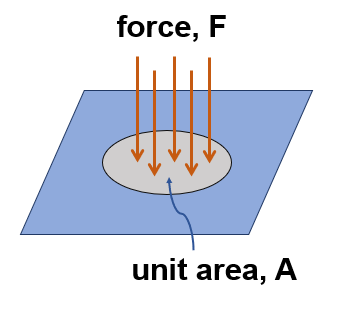 force, F
unit area, A